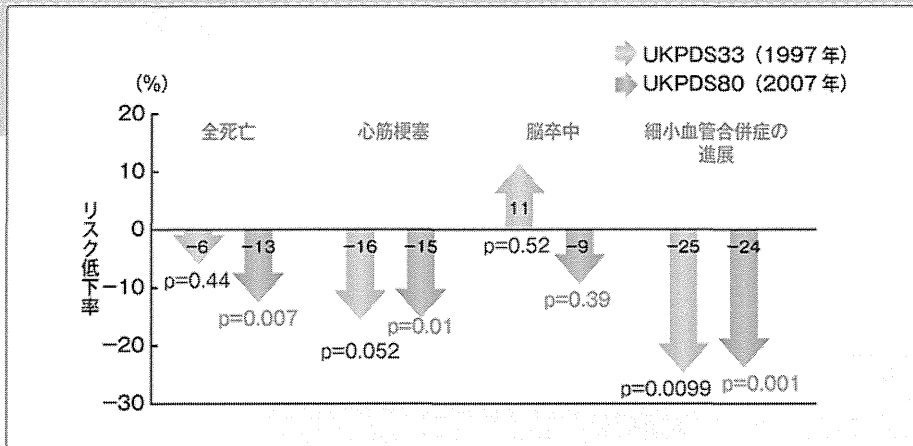 UKPDS33（1997年）
UKPDS80（2007年）
(%)
20
10
0
−10
−20
−30
リスク低下率
全死亡
心筋梗塞
脳卒中
細小血管合併症の
進展
−6
−13
−16
−15
11
−9
−25
−24
p=0.44
p=0.007
p=0.052
p=0.01
p=0.52
p=0.39
p=0.0099
p=0.001